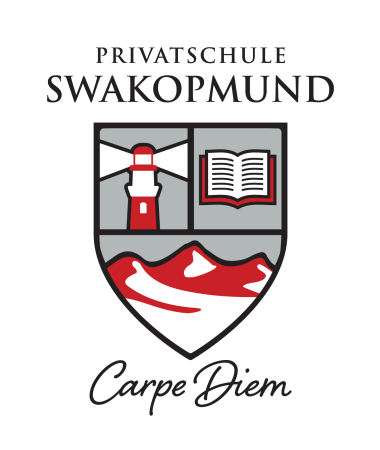 PRIVATSCHULE
SWAKOPMUND
Carpe Diem